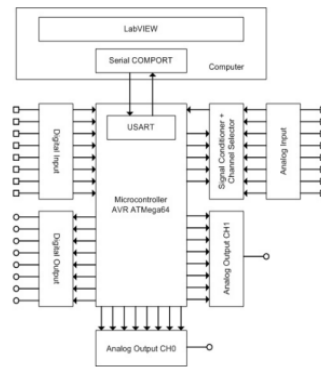 LabVIEW
Serial COMPORT
Computer
USART
Digital Input
Microcontroller
AVR ATMega64
Signal Conditioner +
Channel Selector
Analog Input
Digital Output
Analog Output CH1
Analog Output CH0